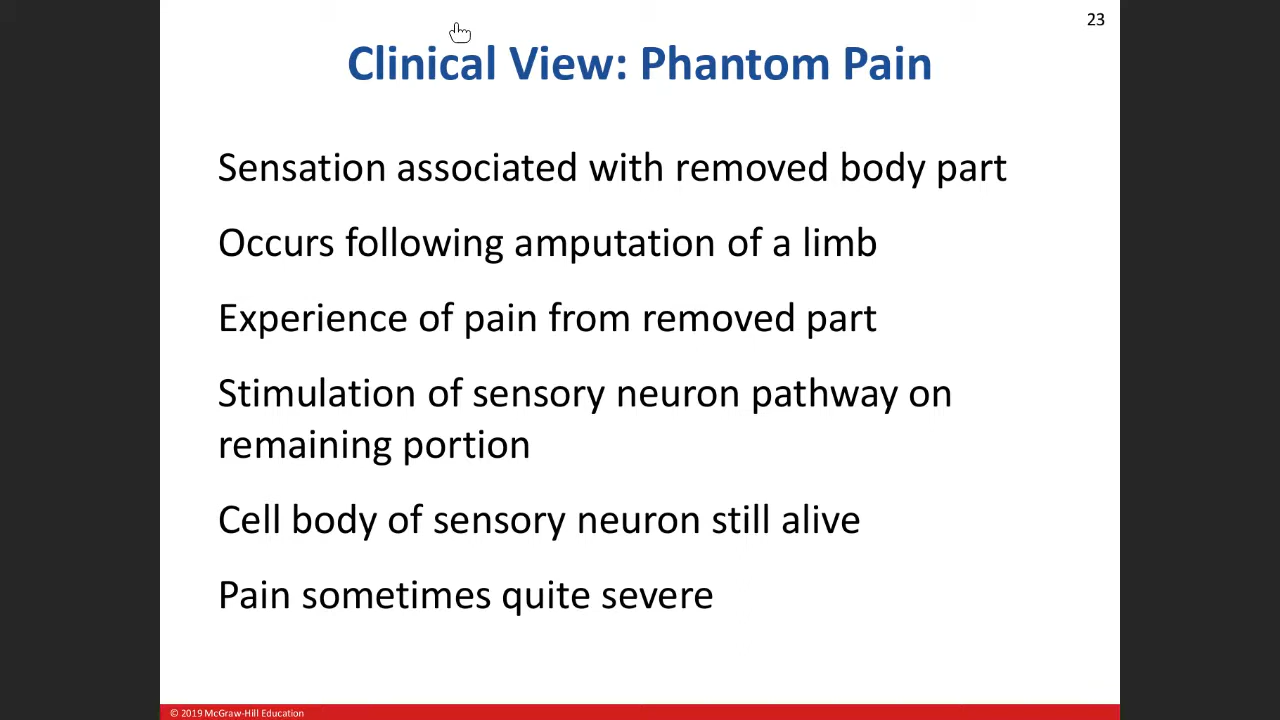 23
Clinical View: Phantom Pain
Sensation associated with removed body part
Occurs following amputation of a limb
Experience of pain from removed part
Stimulation of sensory neuron pathway on
remaining portion
Cell body of sensory neuron still alive
Pain sometimes quite severe
© 2019 McGraw-Hill Education